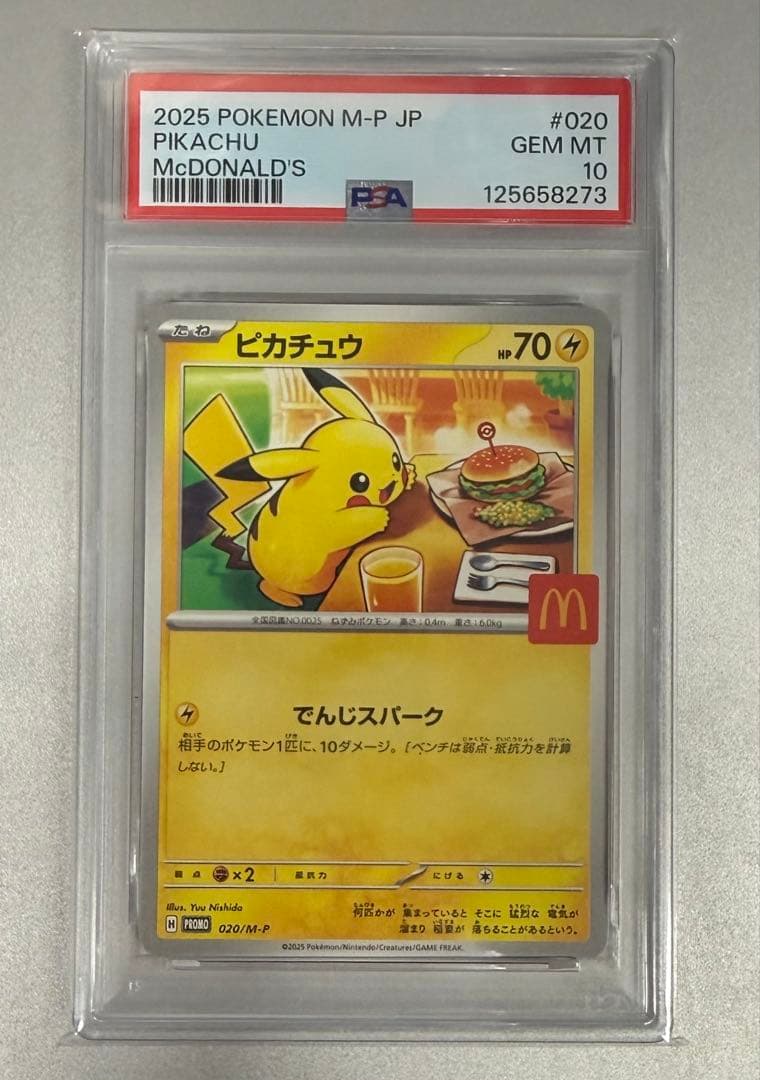 2025 POKEMON M-P JP #020
PIKACHU GEM MT
McDONALD'S 10
PSA 125658273
たね ピカチュウ HP70
全国図鑑NO.0025 ねずみポケモン 高さ:0.4m 重さ:6.0kg
でんじスパーク
相手のポケモン1匹に、10ダメージ。[ベンチは弱点・抵抗力を計算
しない。]
弱点 ×2 抵抗力 にげる
Illus. Yuu Nishida
何匹かが 集まっていると そこに 猛烈な 電気が
溜まり 稲妻が 落ちることがあるという。
H PROMO 020/M-P
©2025 Pokémon/Nintendo/Creatures/GAME FREAK.